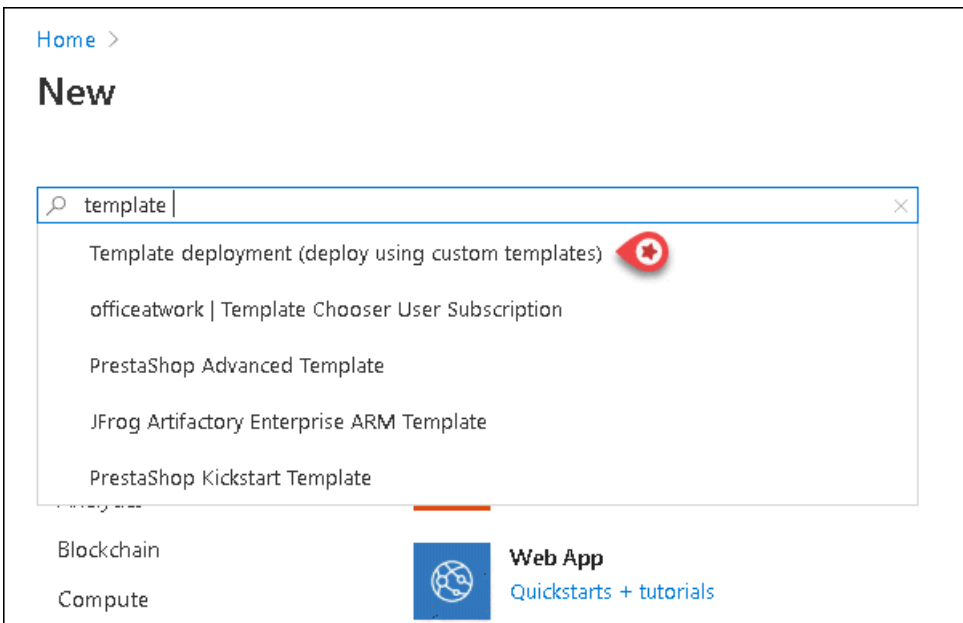 Home >
New
template
Template deployment (deploy using custom templates)
officeatwork | Template Chooser User Subscription
PrestaShop Advanced Template
JFrog Artifactory Enterprise ARM Template
PrestaShop Kickstart Template
Blockchain
Web App
Compute
Quickstarts + tutorials